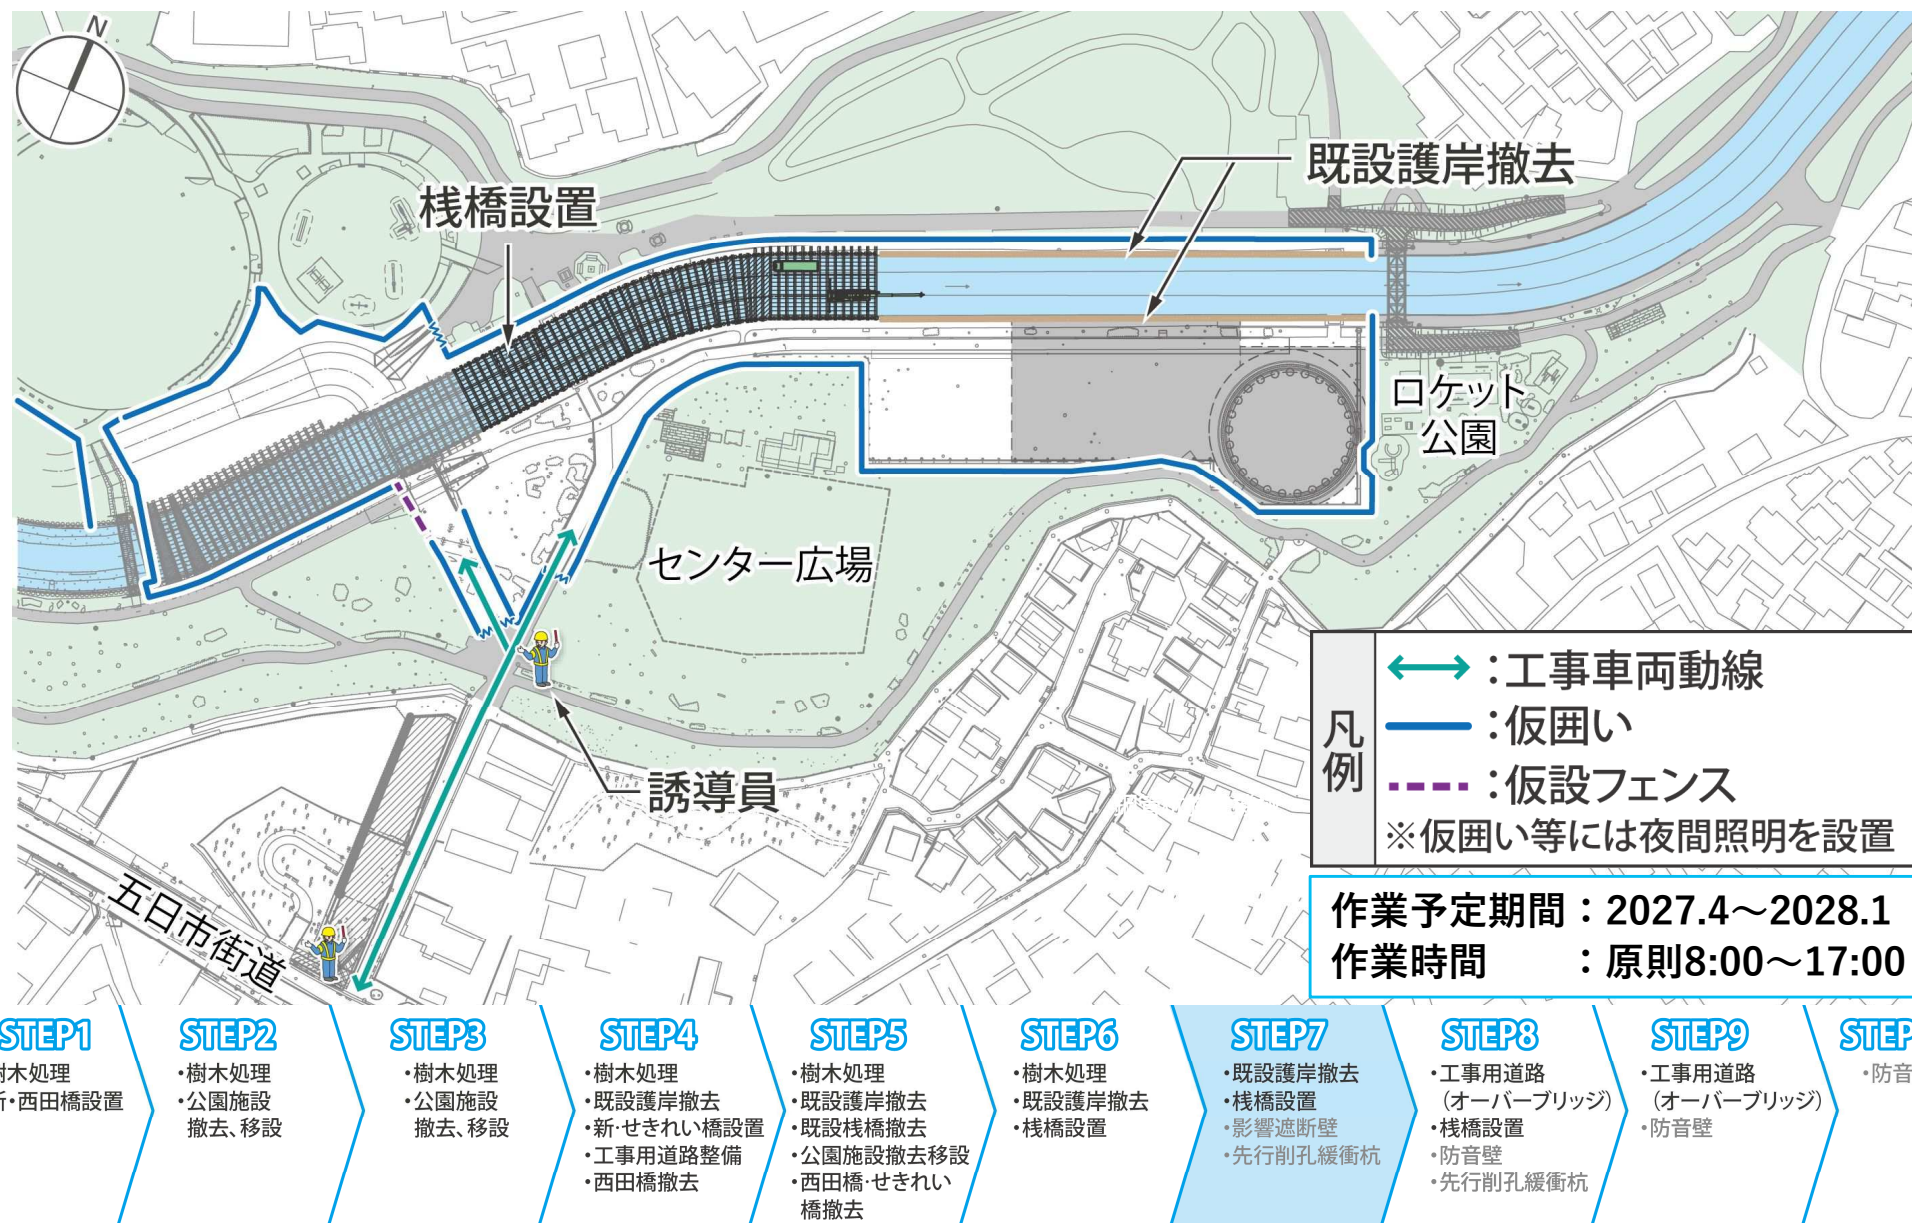 N
既設護岸撤去
桟橋設置
ロケット
公園
センター広場
誘導員
五日市街道
凡例
:工事車両動線
:仮囲い
:仮設フェンス
※仮囲い等には夜間照明を設置
作業予定期間：2027.4～2028.1
作業時間　　：原則8:00～17:00
STEP1
樹木処理
新・西田橋設置
STEP2
・樹木処理
・公園施設
撤去、移設
STEP3
・樹木処理
・公園施設
撤去、移設
STEP4
・樹木処理
・既設護岸撤去
・新・せきれい橋設置
・工事用道路整備
・西田橋撤去
STEP5
・樹木処理
・既設護岸撤去
・既設桟橋撤去
・公園施設撤去移設
・西田橋・せきれい
橋撤去
STEP6
・樹木処理
・既設護岸撤去
・桟橋設置
STEP7
・既設護岸撤去
・桟橋設置
・影響遮断壁
・先行削孔緩衝杭
STEP8
・工事用道路
（オーバーブリッジ）
・桟橋設置
・防音壁
・先行削孔緩衝杭
STEP9
・工事用道路
（オーバーブリッジ）
・防音壁
STEP
・防音